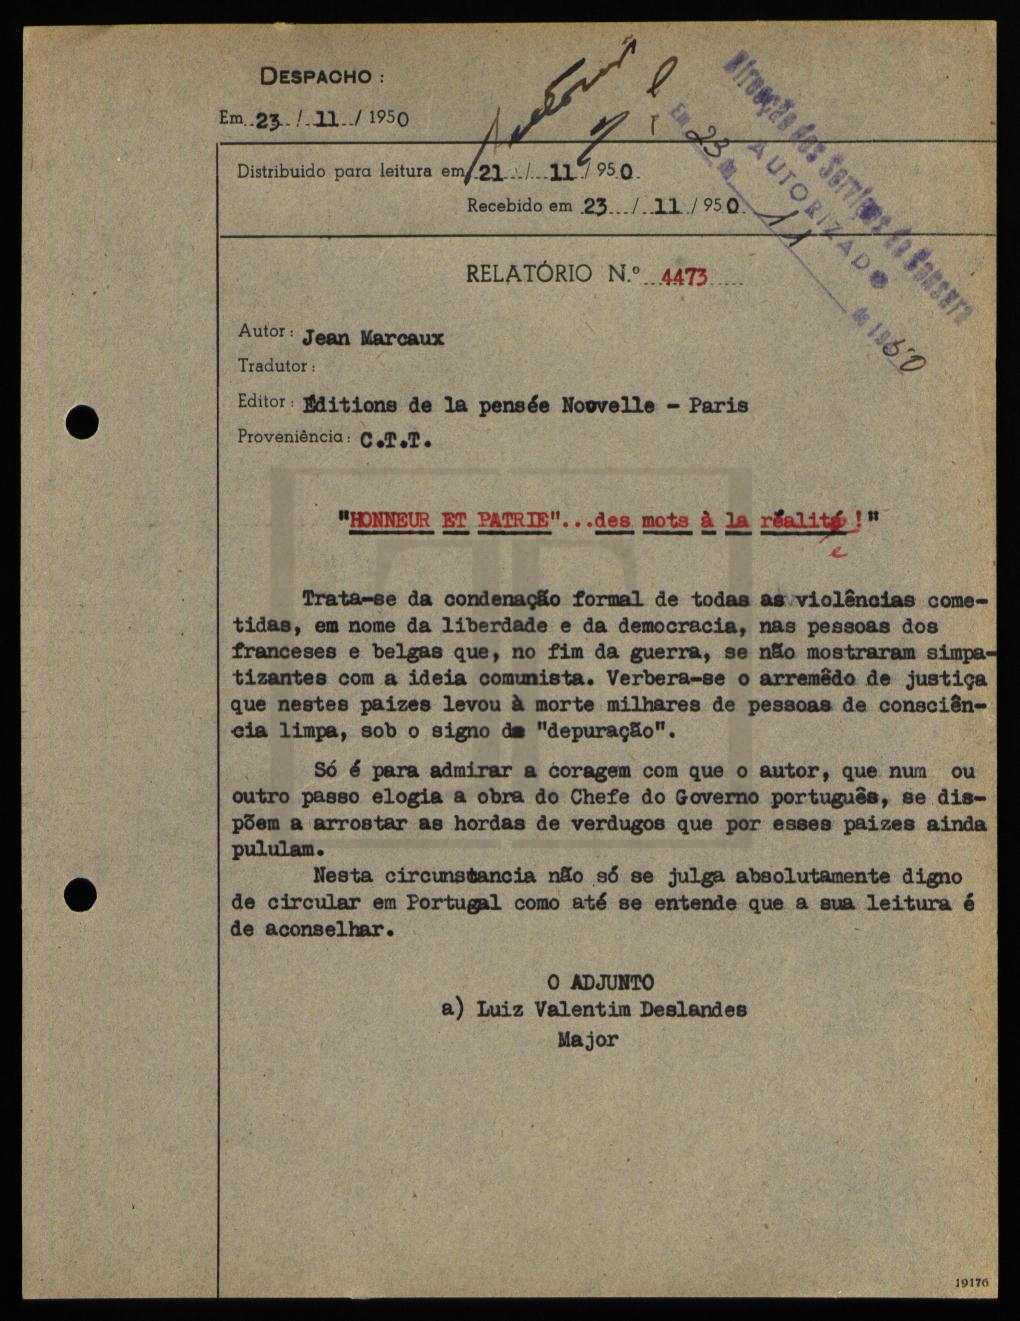 DESPACHO:
Em 23 / 11 / 1950
Distribuido para leitura em 21 / 11 / 950
Recebido em 23 / 11 / 950
Direcção dos Serviços de Censura
AUTORIZADO
Em 23 de 11 de 1950
RELATÓRIO N.º 4473
Autor: Jean Marcaux
Tradutor:
Editor: Éditions de la pensée Nouvelle - Paris
Proveniência: C.T.T.
"HONNEUR ET PATRIE"...des mots à la réalité !"
é
Trata-se da condenação formal de todas as violências come-
tidas, em nome da liberdade e da democracia, nas pessoas dos
franceses e belgas que, no fim da guerra, se não mostraram simpa-
tizantes com a ideia comunista. Verbera-se o arremêdo de justiça
que nestes paizes levou à morte milhares de pessoas de consciên-
cia limpa, sob o signo da "depuração".
Só é para admirar a coragem com que o autor, que num ou
outro passo elogia a obra do Chefe do Governo português, se dis-
põem a arrostar as hordas de verdugos que por esses paizes ainda
pululam.
Nesta circunstancia não só se julga absolutamente digno
de circular em Portugal como até se entende que a sua leitura é
de aconselhar.
O ADJUNTO
a) Luiz Valentim Deslandes
Major
19176